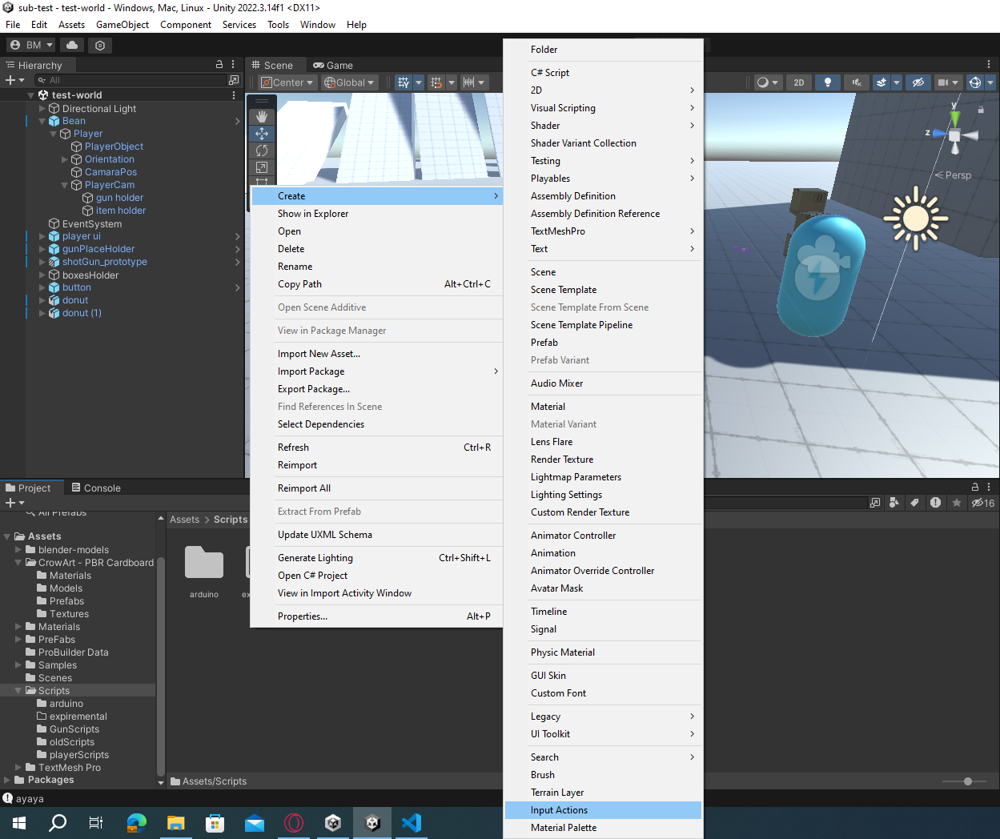 sub-test - test-world - Windows, Mac, Linux - Unity 2022.3.14f1 <DX11>
File Edit Assets GameObject Component Services Tools Window Help
BM
Hierarchy
All
test-world
Directional Light
Bean
Player
PlayerObject
Orientation
CamaraPos
PlayerCam
gun holder
item holder
EventSystem
player ui
gunPlaceHolder
shotGun_prototype
boxesHolder
button
donut
donut (1)
Scene Game
Center Global
2D
y
z
Persp
Create
Show in Explorer
Open
Delete
Rename
Copy Path Alt+Ctrl+C
Open Scene Additive
View in Package Manager
Import New Asset...
Import Package
Export Package...
Find References In Scene
Select Dependencies
Refresh Ctrl+R
Reimport
Reimport All
Extract From Prefab
Update UXML Schema
Generate Lighting Ctrl+Shift+L
Open C# Project
View in Import Activity Window
Properties... Alt+P
Folder
C# Script
2D
Visual Scripting
Shader
Shader Variant Collection
Testing
Playables
Assembly Definition
Assembly Definition Reference
TextMeshPro
Text
Scene
Scene Template
Scene Template From Scene
Scene Template Pipeline
Prefab
Prefab Variant
Audio Mixer
Material
Material Variant
Lens Flare
Render Texture
Lightmap Parameters
Lighting Settings
Custom Render Texture
Animator Controller
Animation
Animator Override Controller
Avatar Mask
Timeline
Signal
Physic Material
GUI Skin
Custom Font
Legacy
UI Toolkit
Search
Brush
Terrain Layer
Input Actions
Material Palette
Project Console
16
All Prefabs
Assets
blender-models
CrowArt - PBR Cardboard
Materials
Models
Prefabs
Textures
Materials
PreFabs
ProBuilder Data
Samples
Scenes
Scripts
arduino
expiremental
GunScripts
oldScripts
playerScripts
TextMesh Pro
Packages
Assets > Scripts
arduino
ex
Assets/Scripts
ayaya